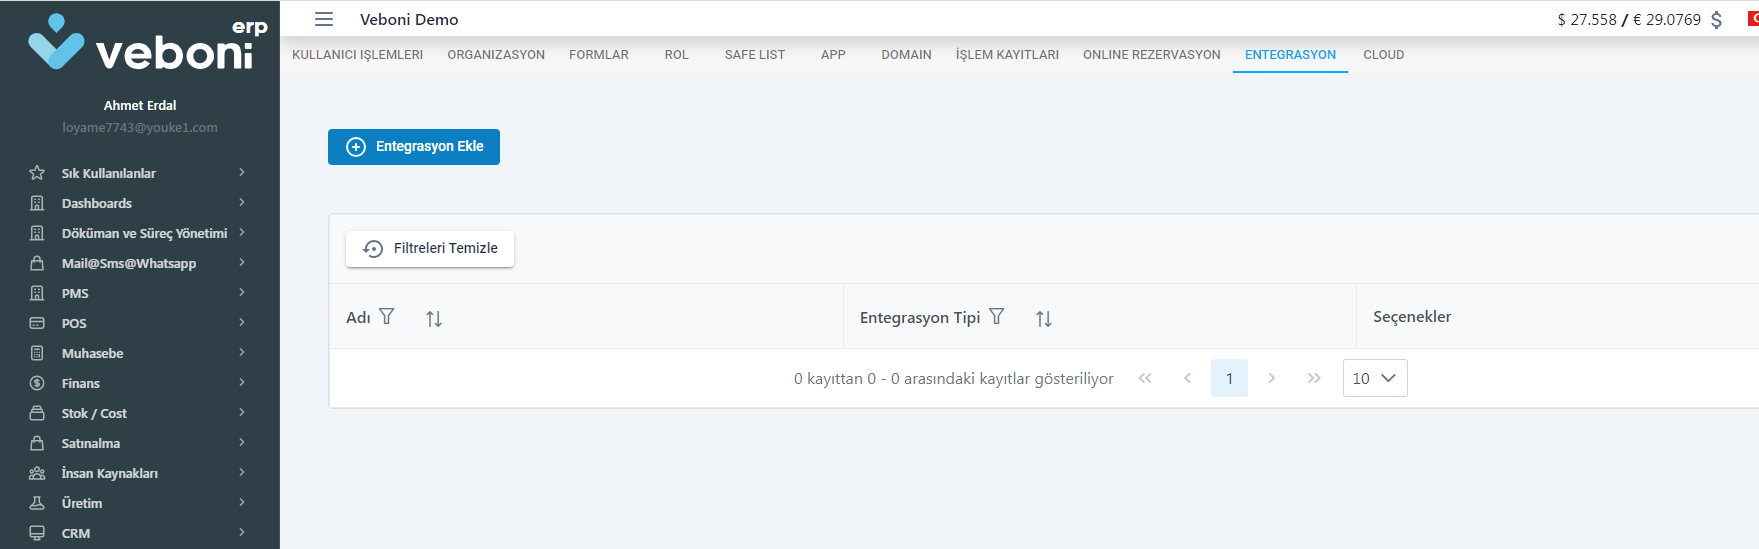 erp
veboni
Ahmet Erdal
loyame7743@youke1.com
Sık Kullanılanlar
Dashboards
Döküman ve Süreç Yönetimi
Mail@Sms@Whatsapp
PMS
POS
Muhasebe
Finans
Stok / Cost
Satınalma
İnsan Kaynakları
Üretim
CRM
Veboni Demo
$ 27.558 / € 29.0769 $
KULLANICI IŞLEMLERI ORGANIZASYON FORMLAR ROL SAFE LIST APP DOMAIN İŞLEM KAYITLARI ONLINE REZERVASYON ENTEGRASYON CLOUD
Entegrasyon Ekle
Filtreleri Temizle
Adı Entegrasyon Tipi Seçenekler
0 kayıttan 0 - 0 arasındaki kayıtlar gösteriliyor 1 10